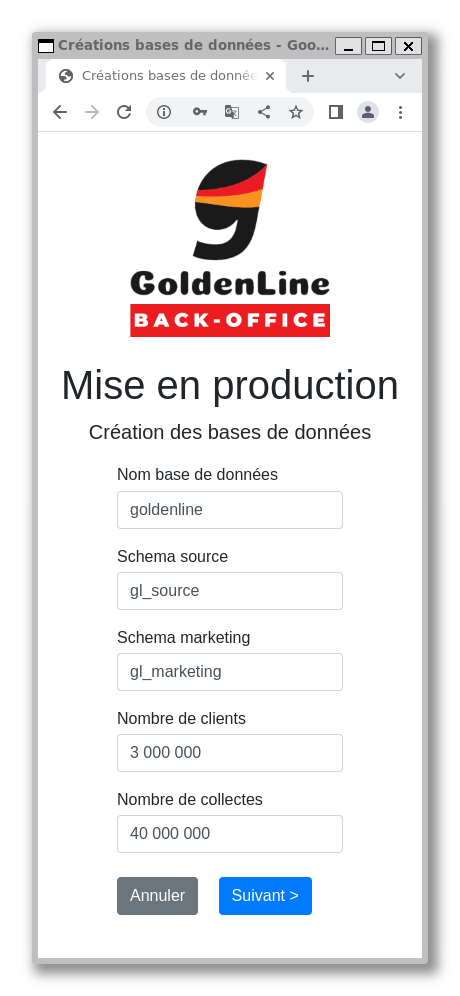 Créations bases de données - Goo...
Créations bases de donnée
g
GoldenLine
BACK-OFFICE
Mise en production
Création des bases de données
Nom base de données
goldenline
Schema source
gl_source
Schema marketing
gl_marketing
Nombre de clients
3 000 000
Nombre de collectes
40 000 000
Annuler
Suivant >